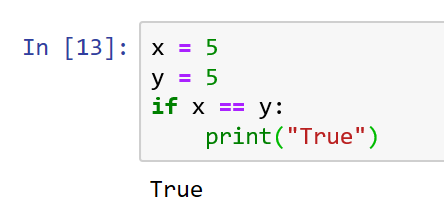 In [13]: x = 5
y = 5
if x == y:
    print("True")
True